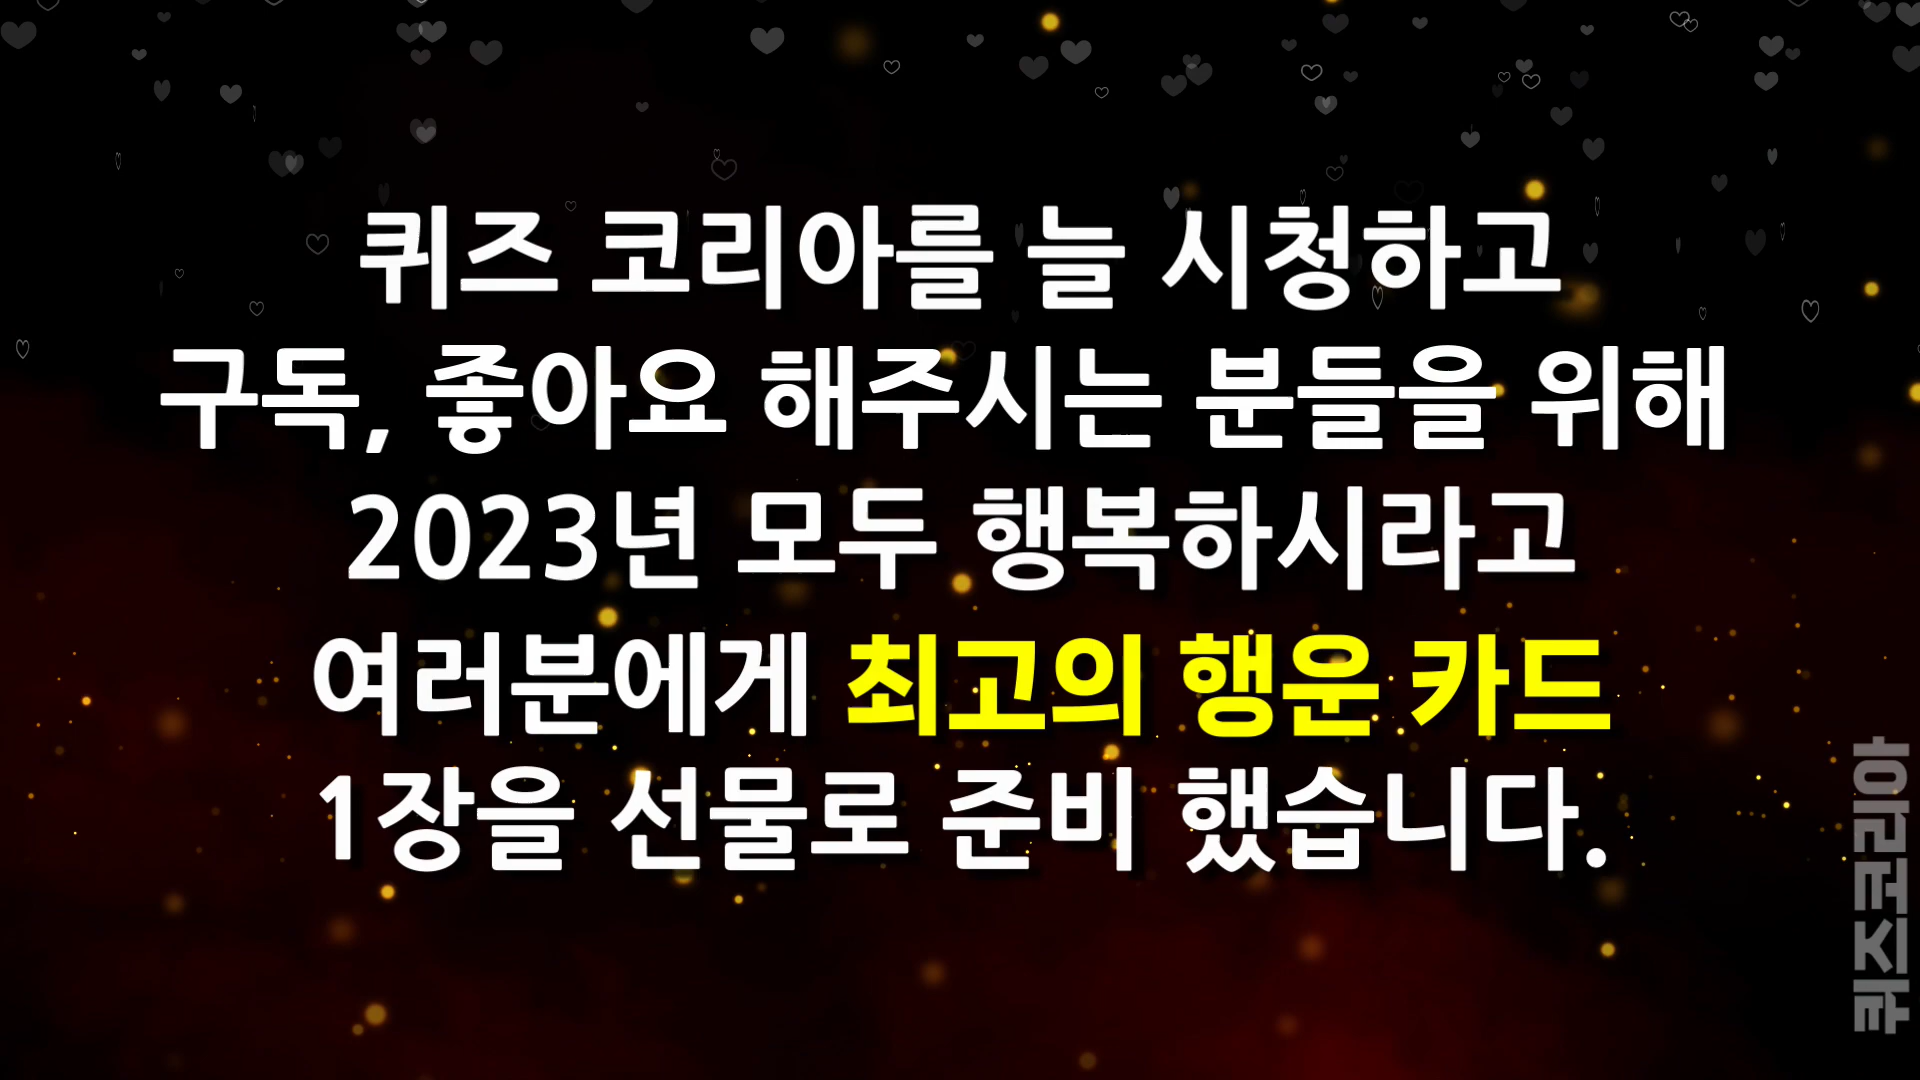 퀴즈 코리아를 늘 시청하고
구독, 좋아요 해주시는 분들을 위해
2023년 모두 행복하시라고
여러분에게 최고의 행운 카드
1장을 선물로 준비 했습니다.
퀴즈코리아